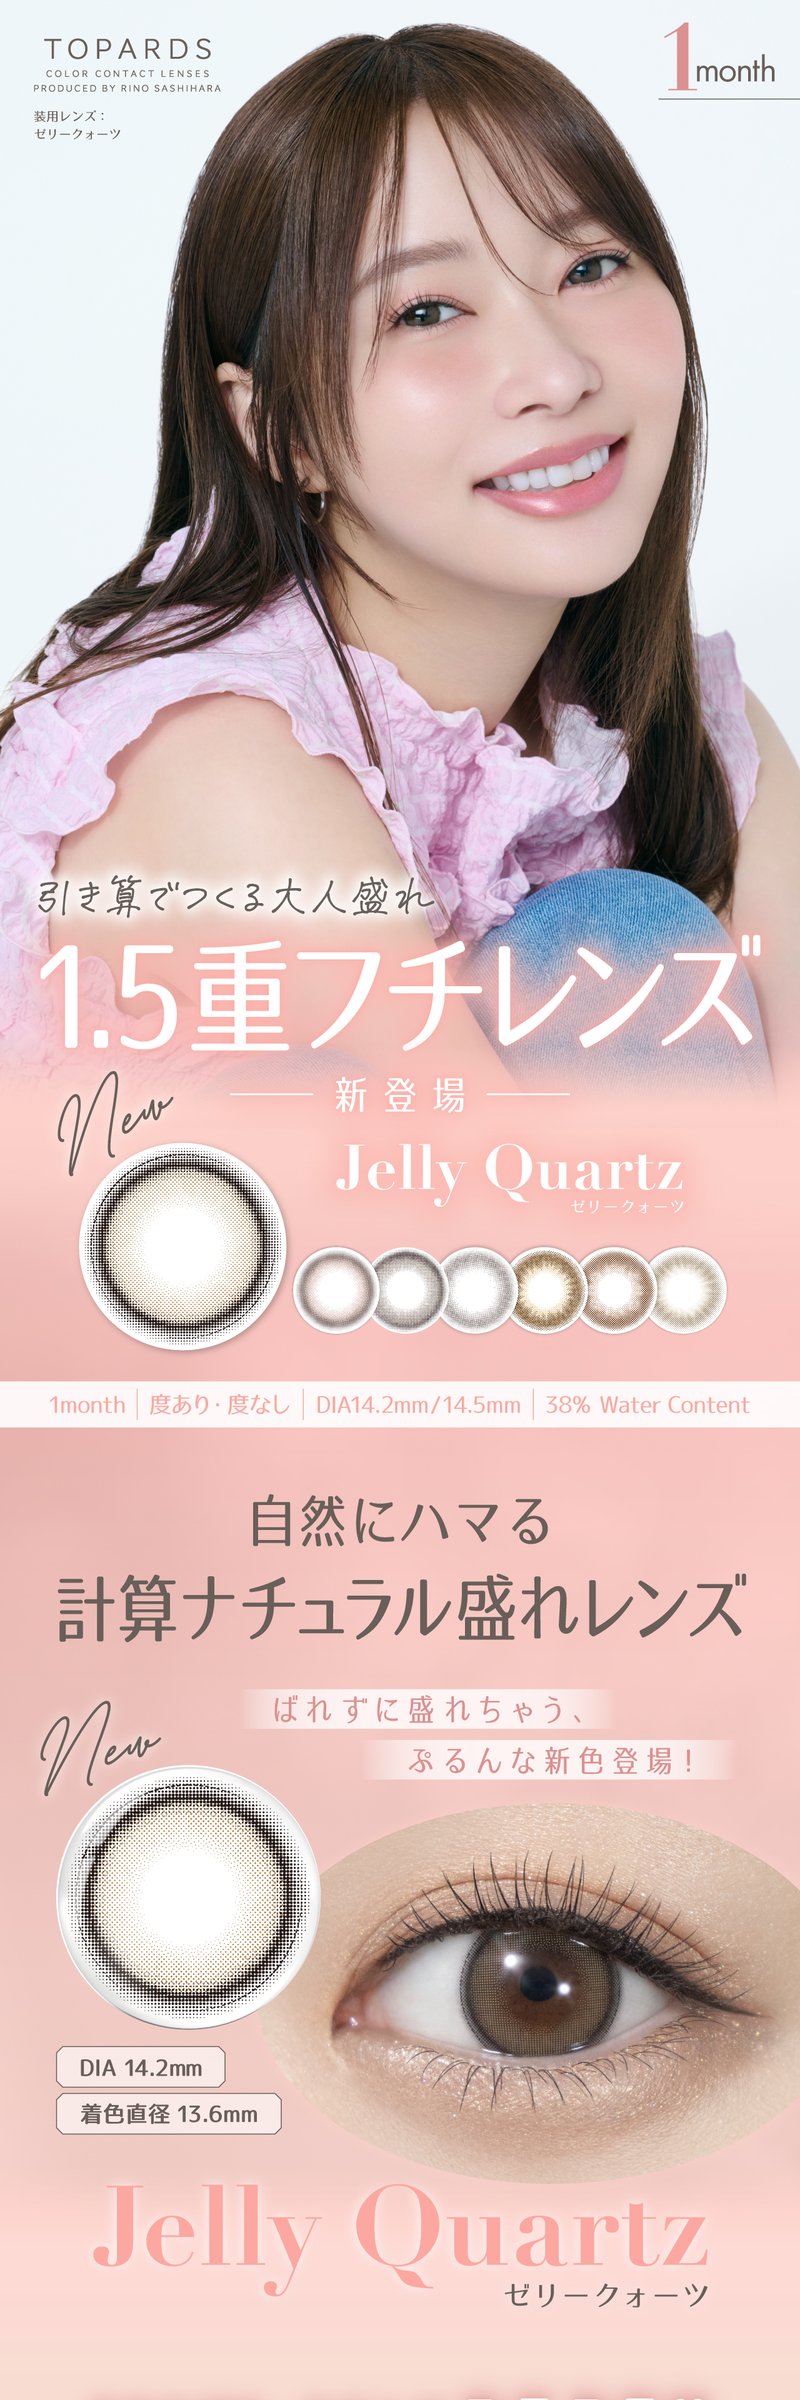 TOPARDS
COLOR CONTACT LENSES
PRODUCED BY RINO SASHIHARA
装用レンズ：
ゼリークォーツ
1month
引き算でつくる大人盛れ
1.5重フチレンズ
新登場
New
Jelly Quartz
ゼリークォーツ
1month 度あり・度なし DIA14.2mm/14.5mm 38% Water Content
自然にハマる
計算ナチュラル盛れレンズ
ばれずに盛れちゃう、
ぷるんな新色登場！
New
DIA 14.2mm
着色直径 13.6mm
Jelly Quartz
ゼリークォーツ